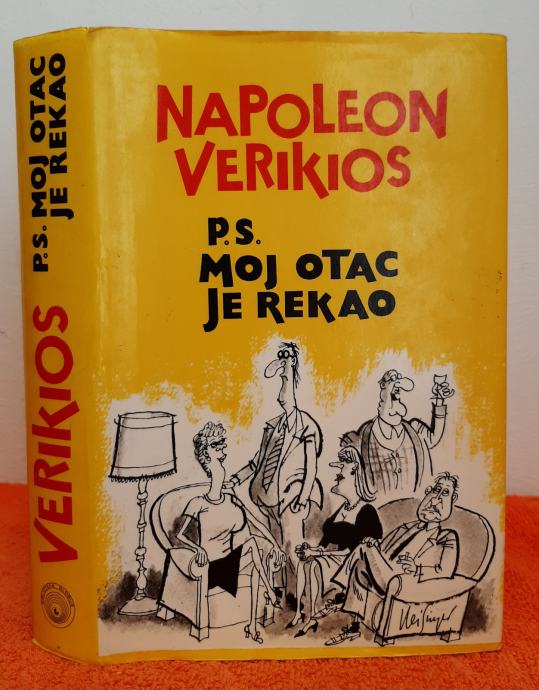 NAPOLEON
VERIKIOS
P.S.
MOJ OTAC
JE REKAO
VERIKIOS
P.S. MOJ OTAC
JE REKAO